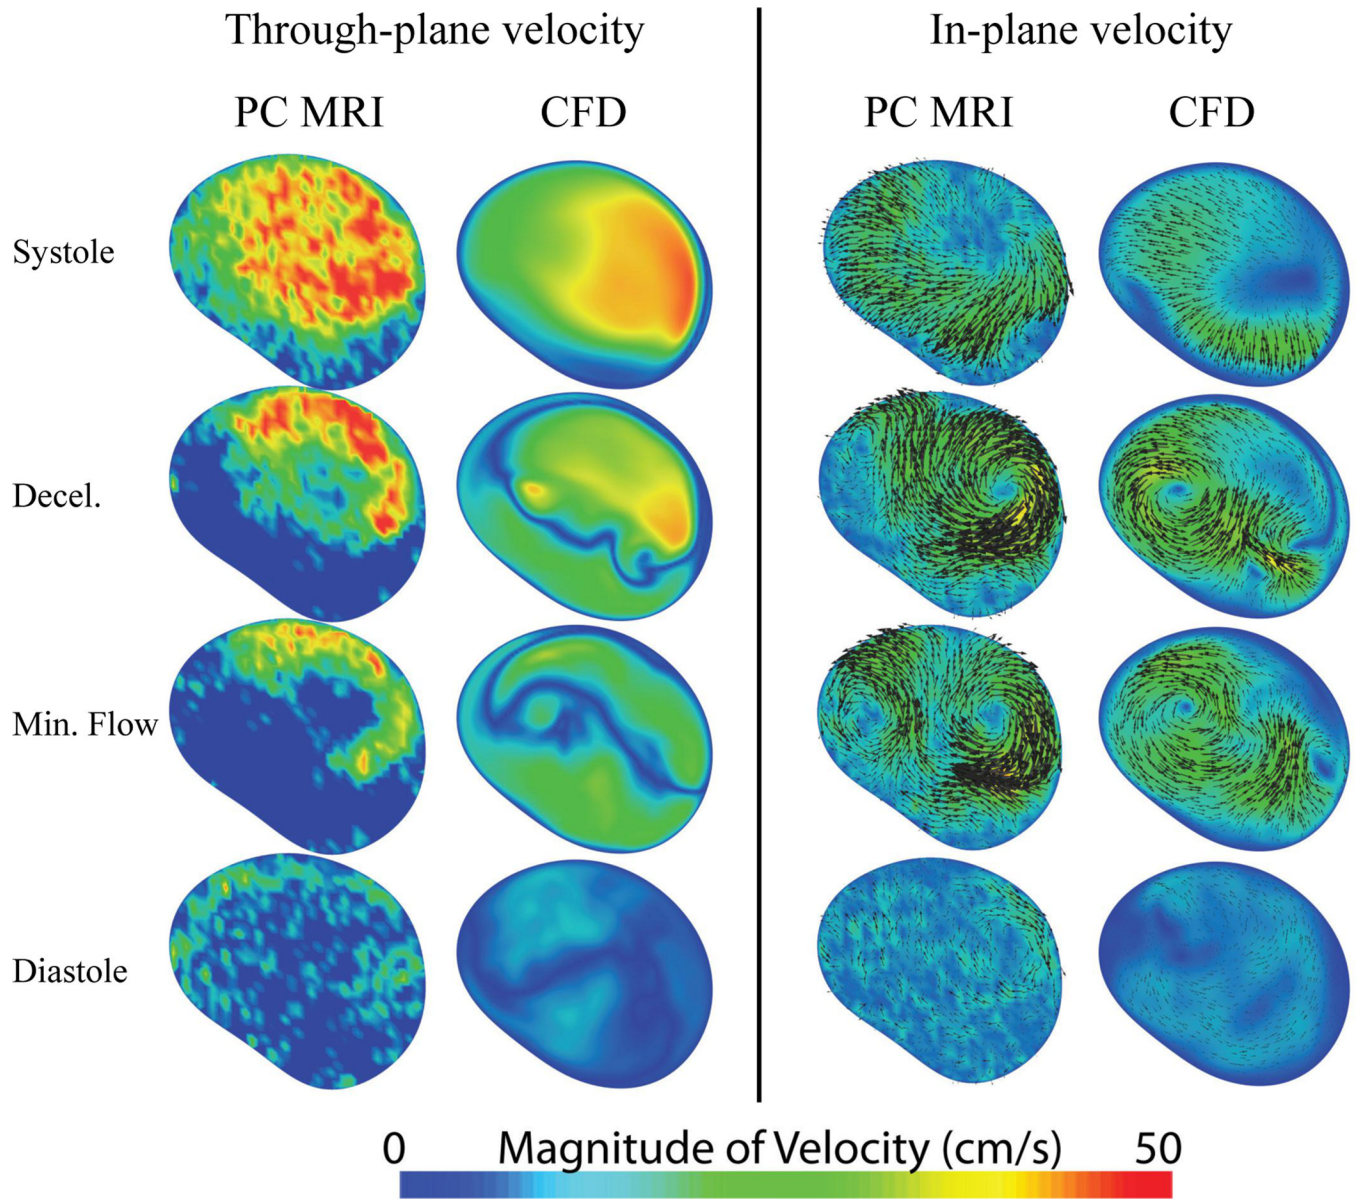 Through-plane velocity
In-plane velocity
PC MRI
CFD
PC MRI
CFD
Systole
Decel.
Min. Flow
Diastole
0 Magnitude of Velocity (cm/s) 50